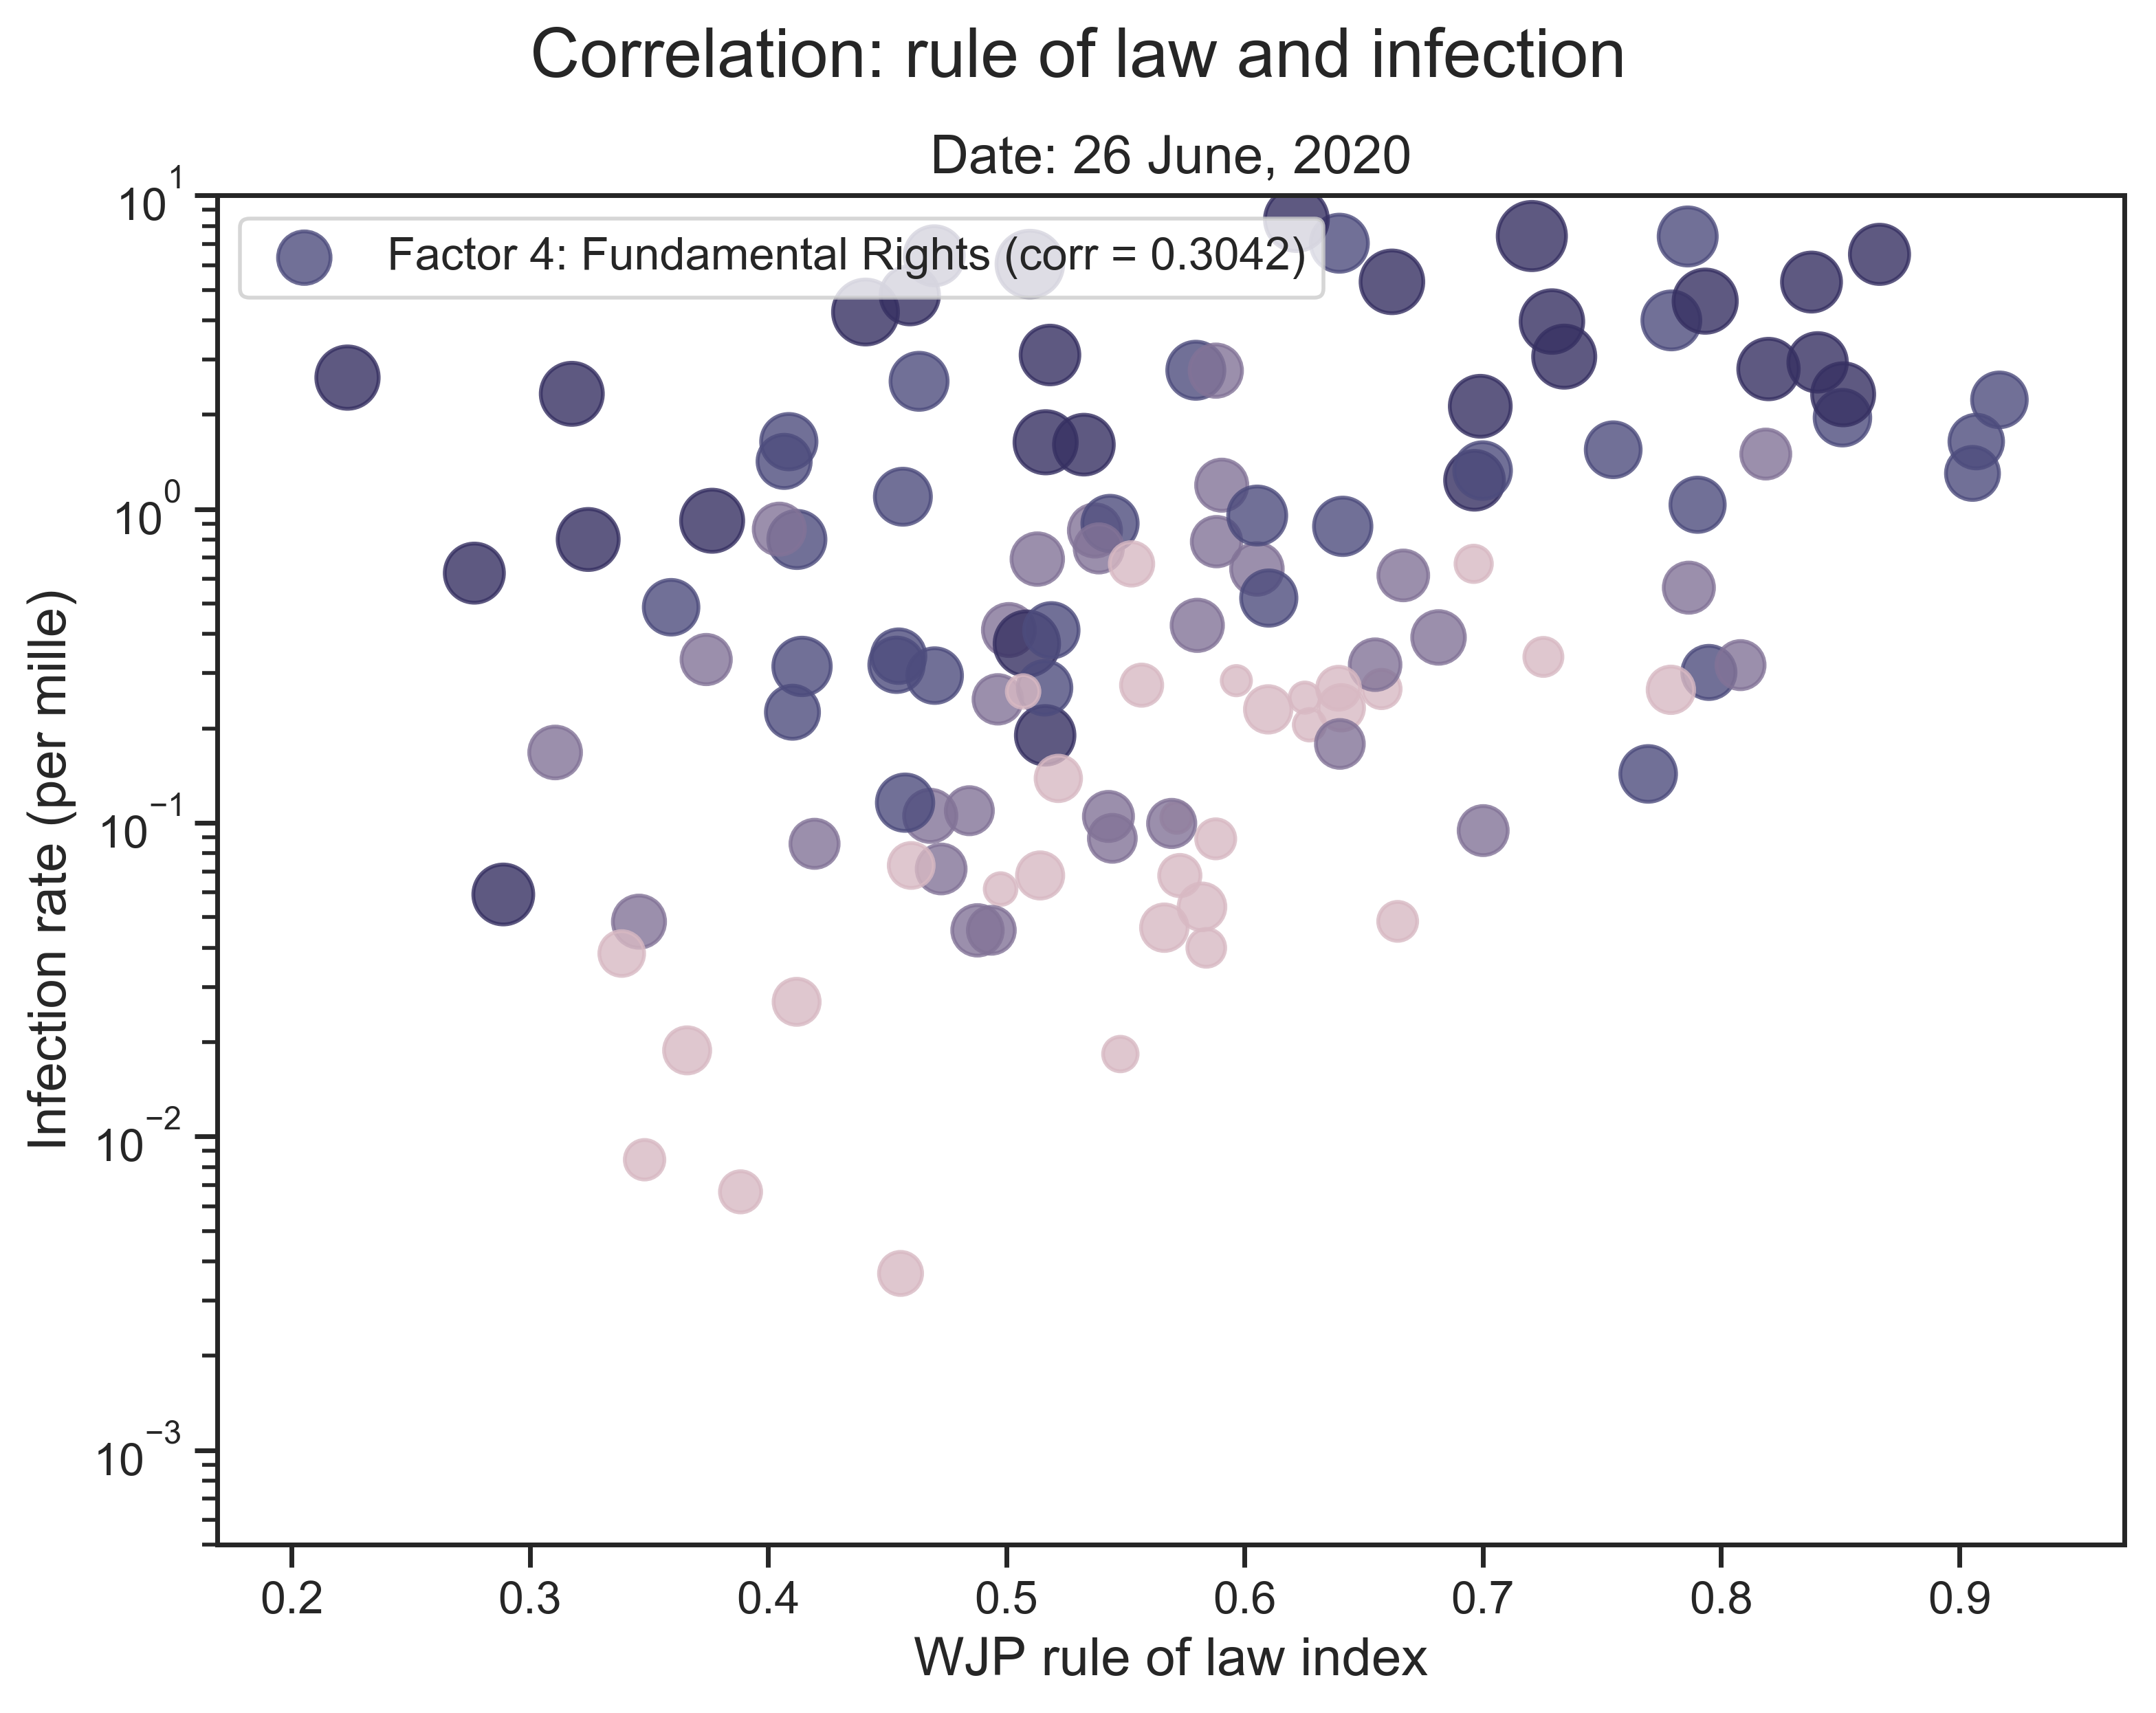 Correlation: rule of law and infection
Date: 26 June, 2020
Factor 4: Fundamental Rights (corr = 0.3042)
Infection rate (per mille)
10^1
10^0
10^−1
10^−2
10^−3
0.2 0.3 0.4 0.5 0.6 0.7 0.8 0.9
WJP rule of law index